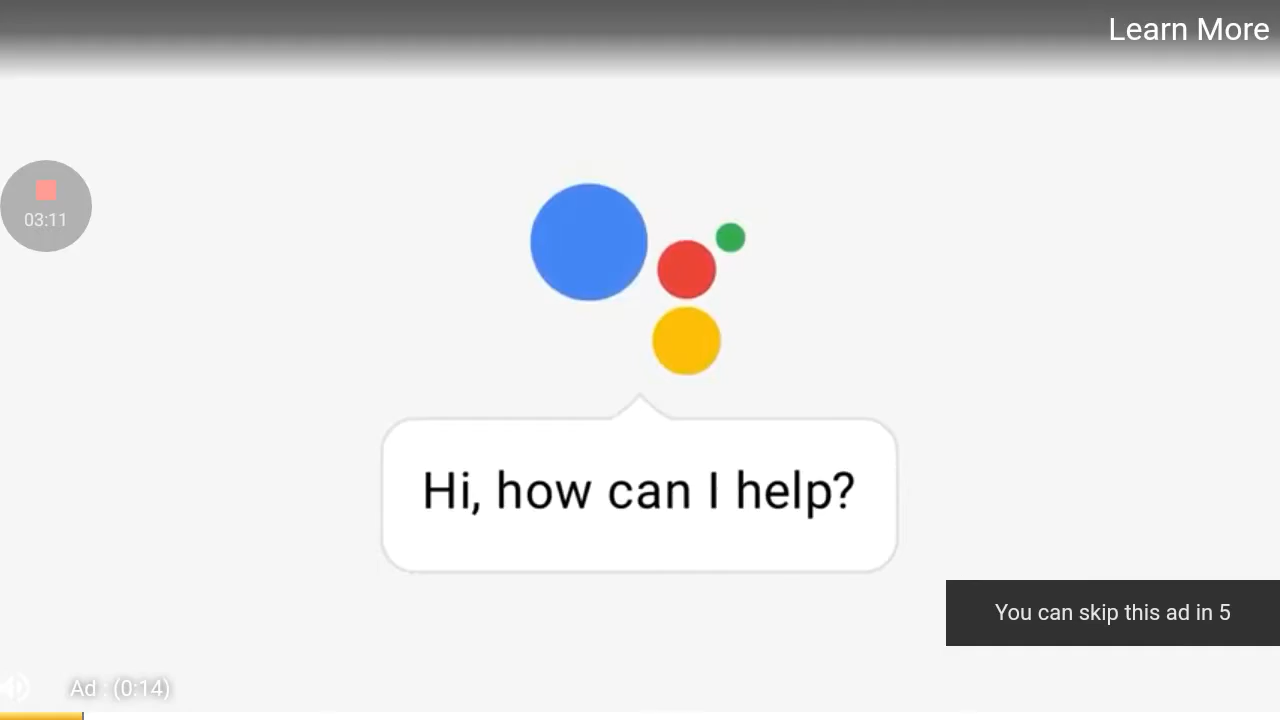 Learn More
03:11
Hi, how can I help?
You can skip this ad in 5
Ad : (0:14)